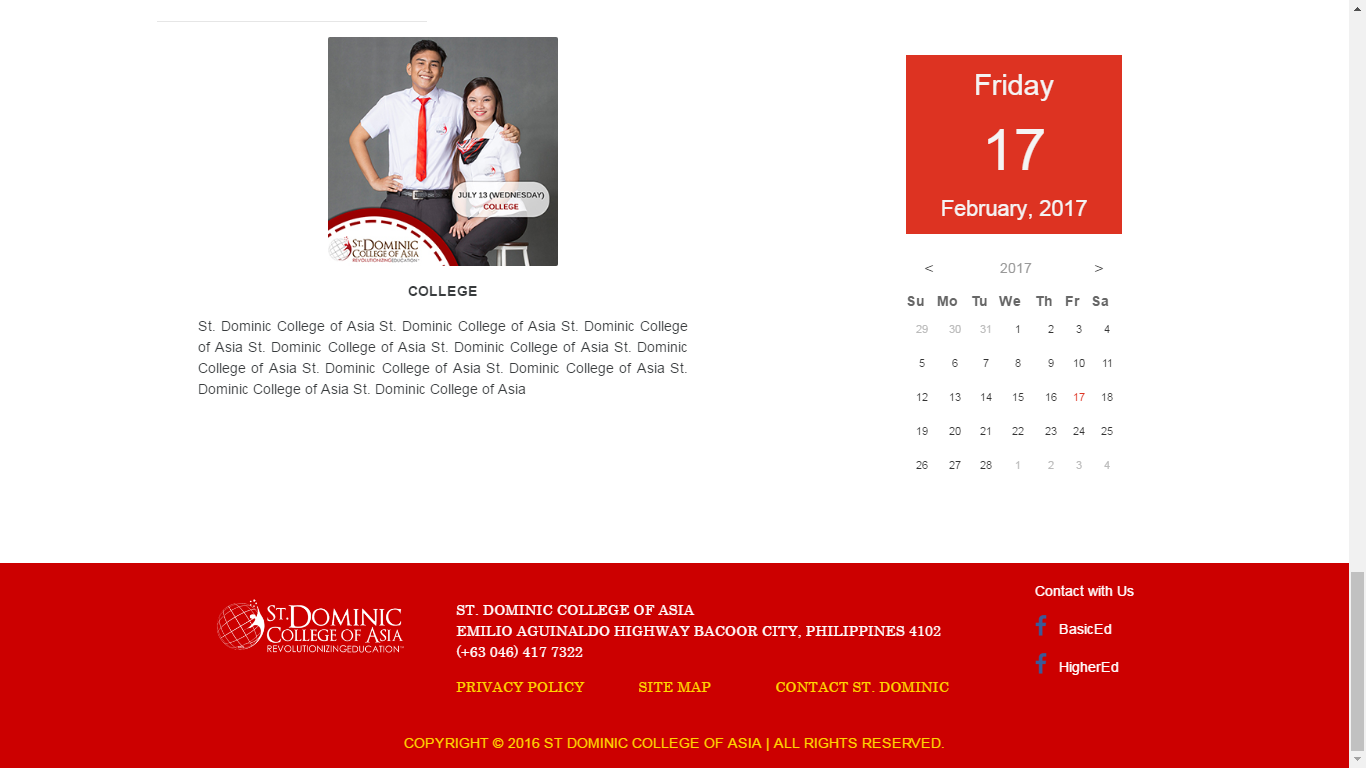 JULY 13 (WEDNESDAY)
COLLEGE
ST. DOMINIC
COLLEGE OF ASIA
REVOLUTIONIZINGEDUCATION™
COLLEGE
St. Dominic College of Asia St. Dominic College of Asia St. Dominic College
of Asia St. Dominic College of Asia St. Dominic College of Asia St. Dominic
College of Asia St. Dominic College of Asia St. Dominic College of Asia St.
Dominic College of Asia St. Dominic College of Asia
Friday
17
February, 2017
< 2017 >
Su Mo Tu We Th Fr Sa
29 30 31 1 2 3 4
5 6 7 8 9 10 11
12 13 14 15 16 17 18
19 20 21 22 23 24 25
26 27 28 1 2 3 4
ST. DOMINIC
COLLEGE OF ASIA
REVOLUTIONIZINGEDUCATION™
ST. DOMINIC COLLEGE OF ASIA
EMILIO AGUINALDO HIGHWAY BACOOR CITY, PHILIPPINES 4102
(+63 046) 417 7322
PRIVACY POLICY SITE MAP CONTACT ST. DOMINIC
Contact with Us
BasicEd
HigherEd
COPYRIGHT © 2016 ST DOMINIC COLLEGE OF ASIA | ALL RIGHTS RESERVED.